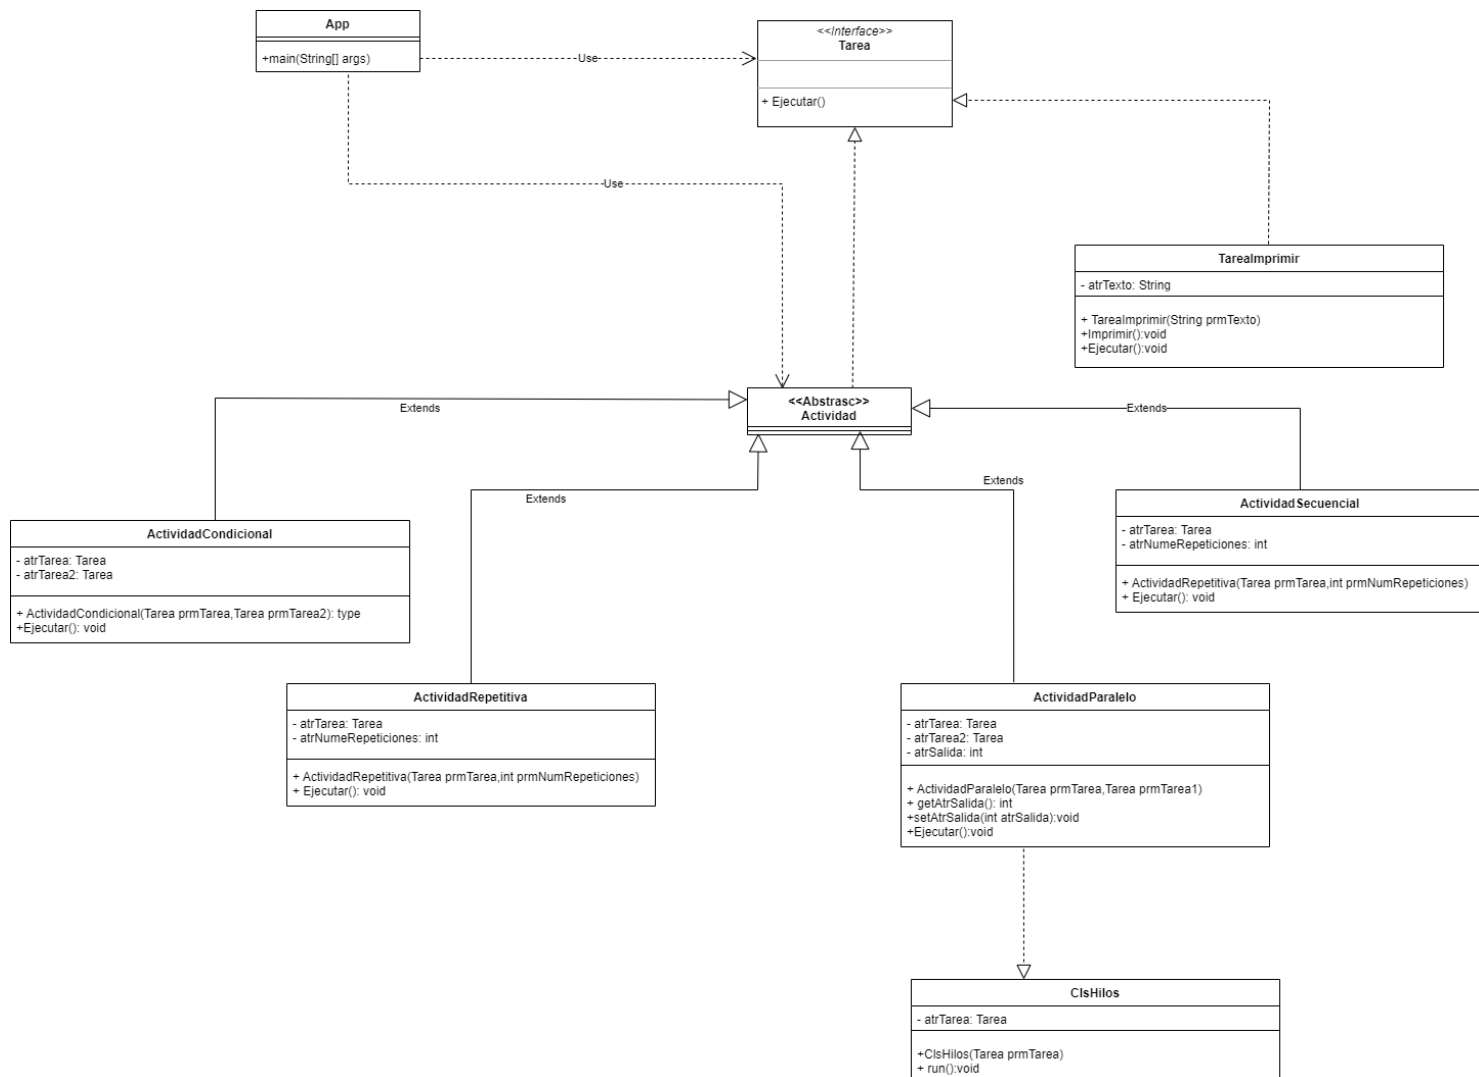 App
+main(String[] args)
Use
<<Interface>>
Tarea
+ Ejecutar()
Use
TareaImprimir
- atrTexto: String
+ TareaImprimir(String prmTexto)
+Imprimir():void
+Ejecutar():void
<<Abstrasc>>
Actividad
Extends
Extends
Extends
Extends
ActividadCondicional
- atrTarea: Tarea
- atrTarea2: Tarea
+ ActividadCondicional(Tarea prmTarea,Tarea prmTarea2): type
+Ejecutar(): void
ActividadSecuencial
- atrTarea: Tarea
- atrNumeRepeticiones: int
+ ActividadRepetitiva(Tarea prmTarea,int prmNumRepeticiones)
+ Ejecutar(): void
ActividadRepetitiva
- atrTarea: Tarea
- atrNumeRepeticiones: int
+ ActividadRepetitiva(Tarea prmTarea,int prmNumRepeticiones)
+ Ejecutar(): void
ActividadParalelo
- atrTarea: Tarea
- atrTarea2: Tarea
- atrSalida: int
+ ActividadParalelo(Tarea prmTarea,Tarea prmTarea1)
+ getAtrSalida(): int
+setAtrSalida(int atrSalida):void
+Ejecutar():void
ClsHilos
- atrTarea: Tarea
+ClsHilos(Tarea prmTarea)
+ run():void